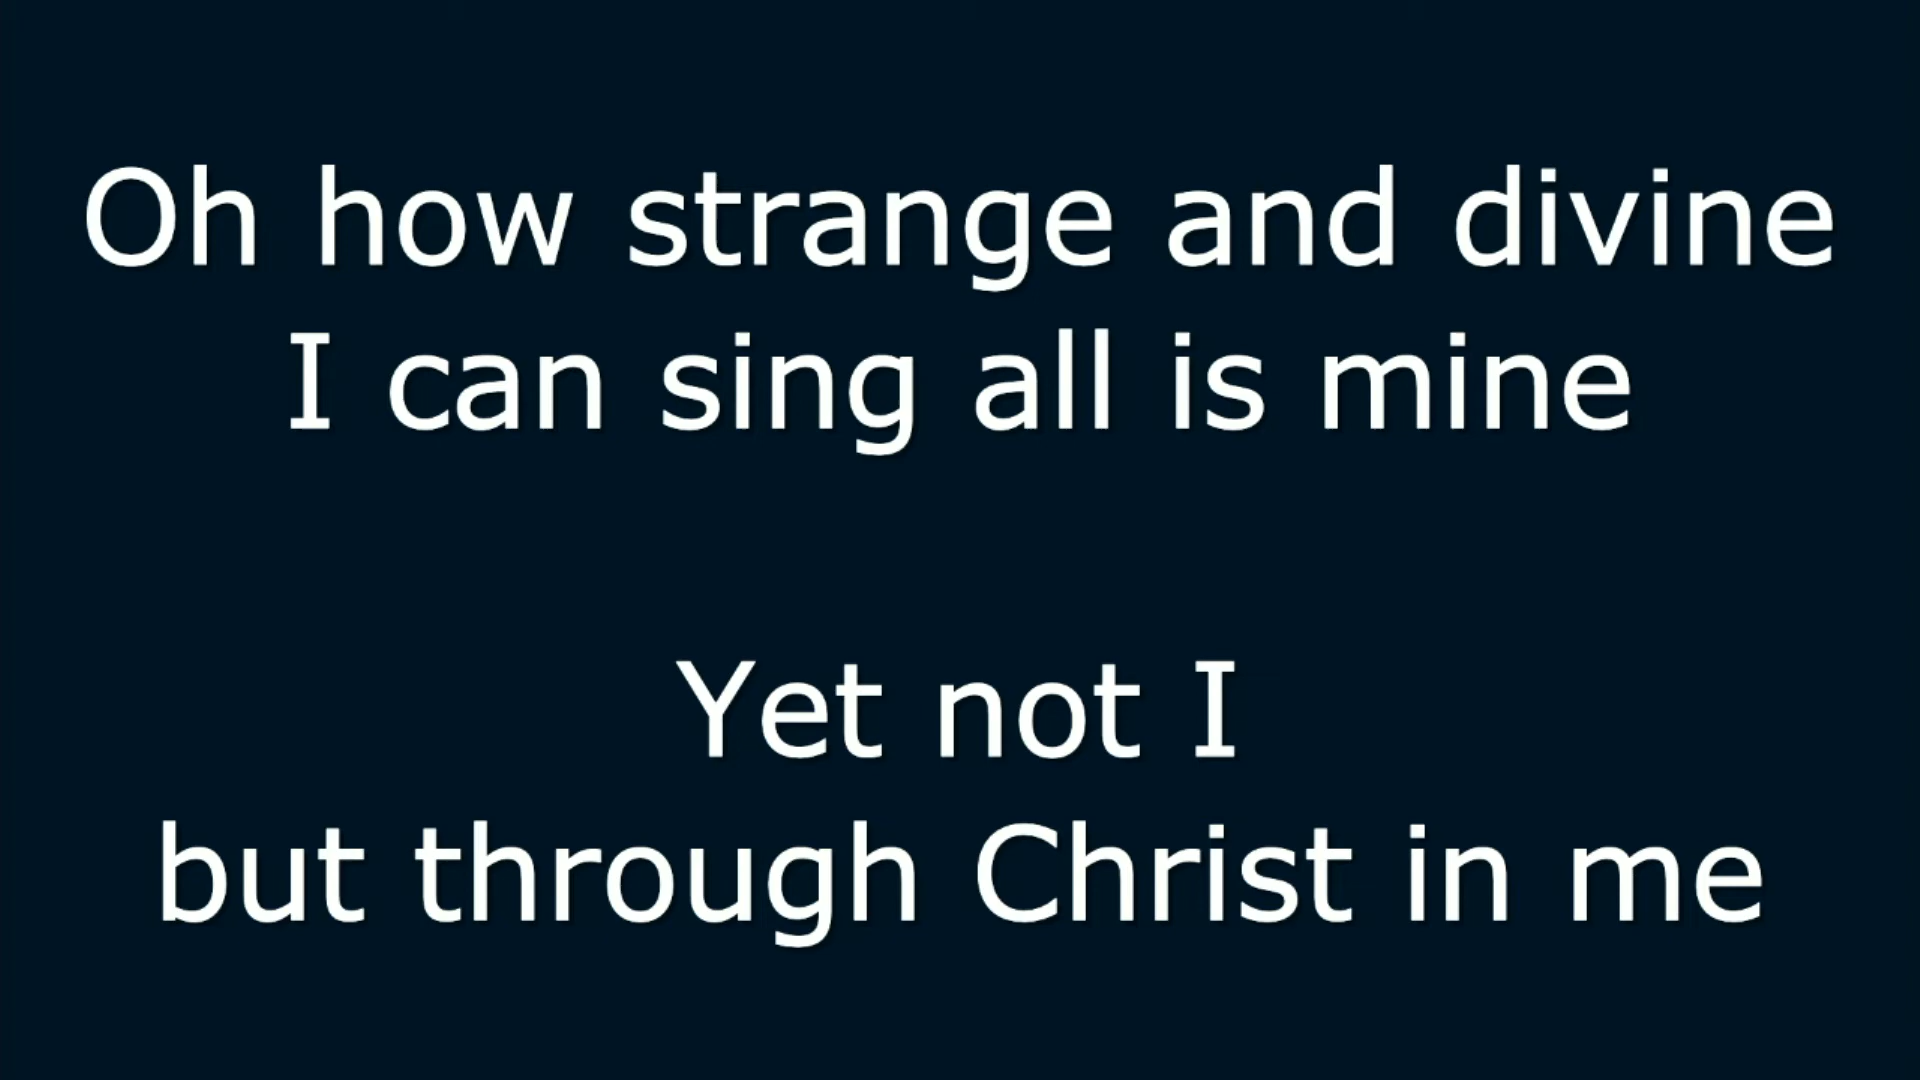 Oh how strange and divine
I can sing all is mine
Yet not I
but through Christ in me